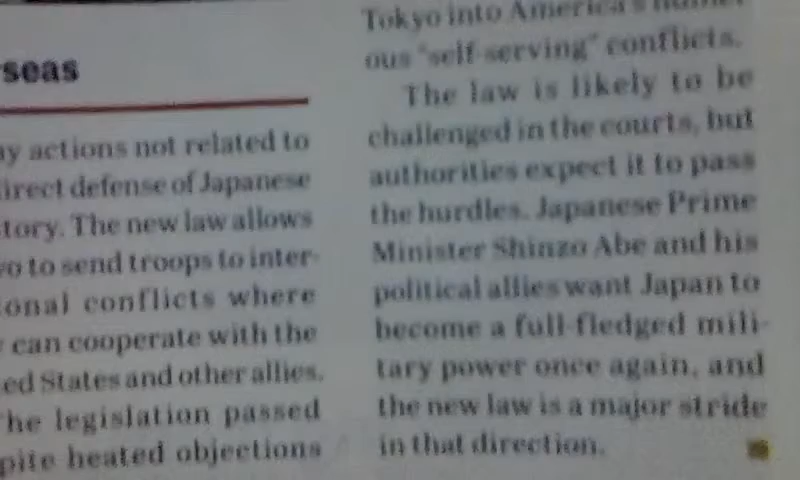 seas
ay actions not related to
direct defense of Japanese
tory. The new law allows
yo to send troops to inter-
onal conflicts where
can cooperate with the
ed States and other allies.
he legislation passed
pite heated objections
Tokyo into America's numer-
ous "self-serving" conflicts.
The law is likely to be
challenged in the courts, but
authorities expect it to pass
the hurdles. Japanese Prime
Minister Shinzo Abe and his
political allies want Japan to
become a full-fledged mili-
tary power once again, and
the new law is a major stride
in that direction.